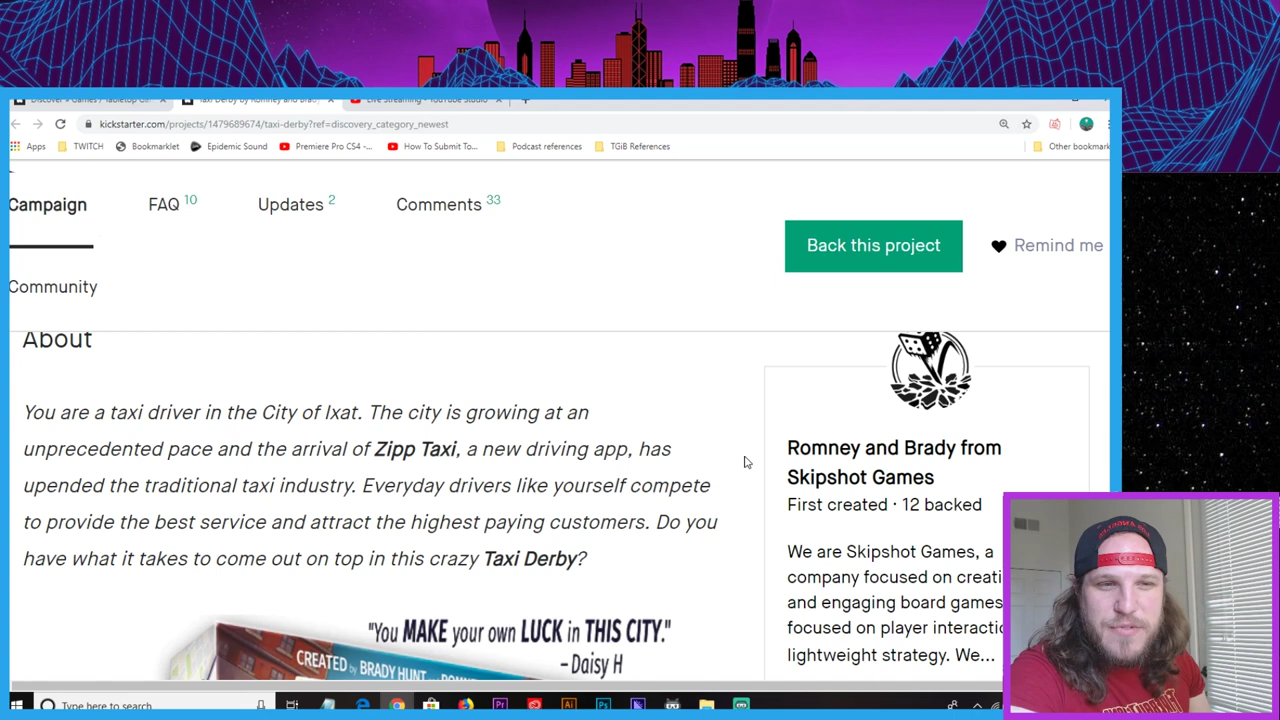 Live Streaming - YouTube Studio
kickstarter.com/projects/1479689674/taxi-derby?ref=discovery_category_newest
Apps TWITCH Bookmarklet Epidemic Sound Premiere Pro CS4 -... How To Submit To... Podcast references TGiB References Other bookmark
Campaign FAQ 10 Updates 2 Comments 33
Back this project Remind me
Community
About
You are a taxi driver in the City of Ixat. The city is growing at an
unprecedented pace and the arrival of Zipp Taxi, a new driving app, has
upended the traditional taxi industry. Everyday drivers like yourself compete
to provide the best service and attract the highest paying customers. Do you
have what it takes to come out on top in this crazy Taxi Derby?
"You MAKE your own LUCK in THIS CITY."
– Daisy H
CREATED by BRADY HUNT
Romney and Brady from
Skipshot Games
First created · 12 backed
We are Skipshot Games, a
company focused on creati
and engaging board games
focused on player interactio
lightweight strategy. We...
Type here to search